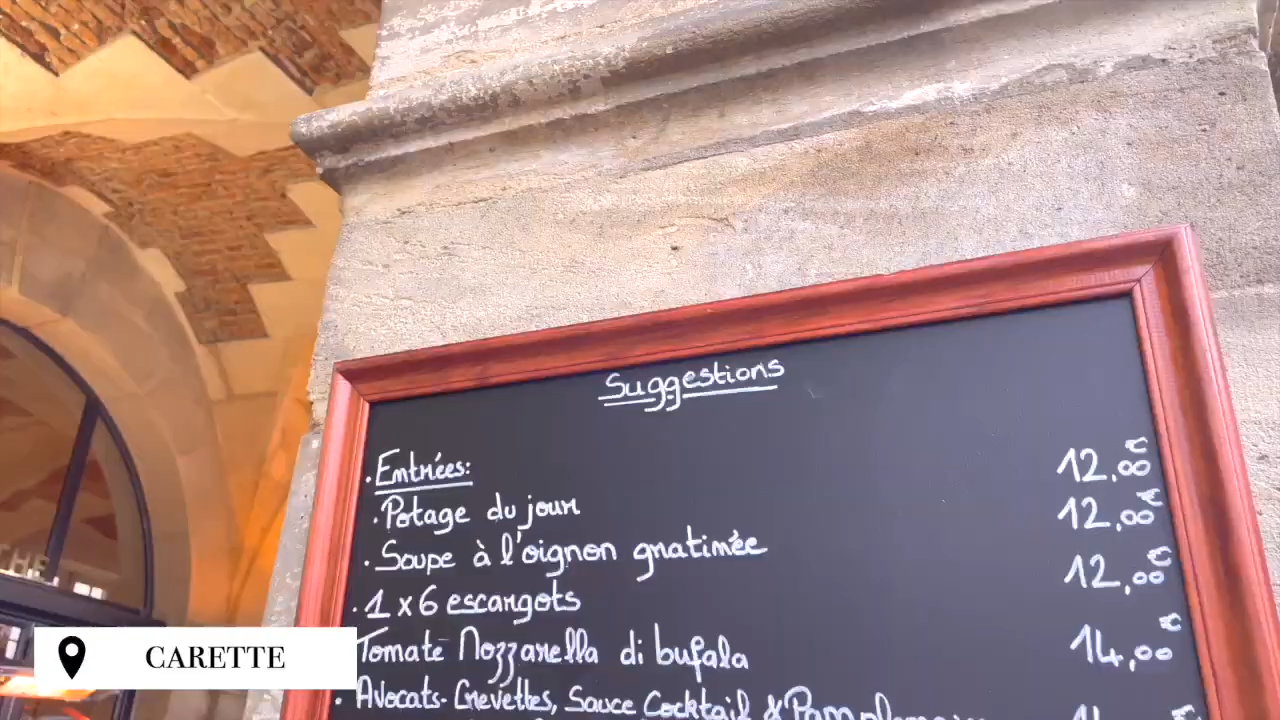 Suggestions
• Entrées:
• Potage du jour 12,00€
• Soupe à l'oignon gratinée 12,00€
• 1 x 6 escargots 12,00€
Tomate Mozzarella di bufala 14,00€
• Avocats-Crevettes, Sauce Cocktail & Pamplemousse
CARETTE